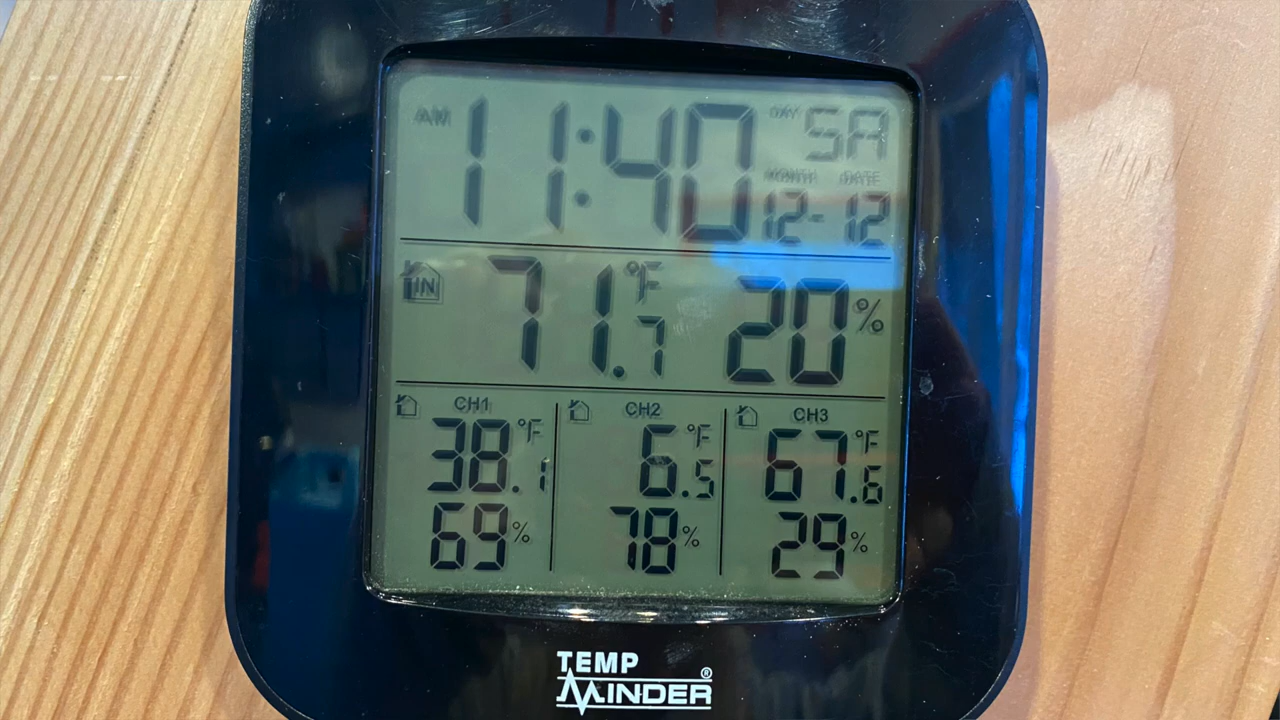 AM 11:40 DAY SA
MONTH DATE
12-12
IN 71.7 °F 20%
CH1 CH2 CH3
38.1 °F 6.5 °F 67.6 °F
69% 78% 29%
TEMP
MINDER ®